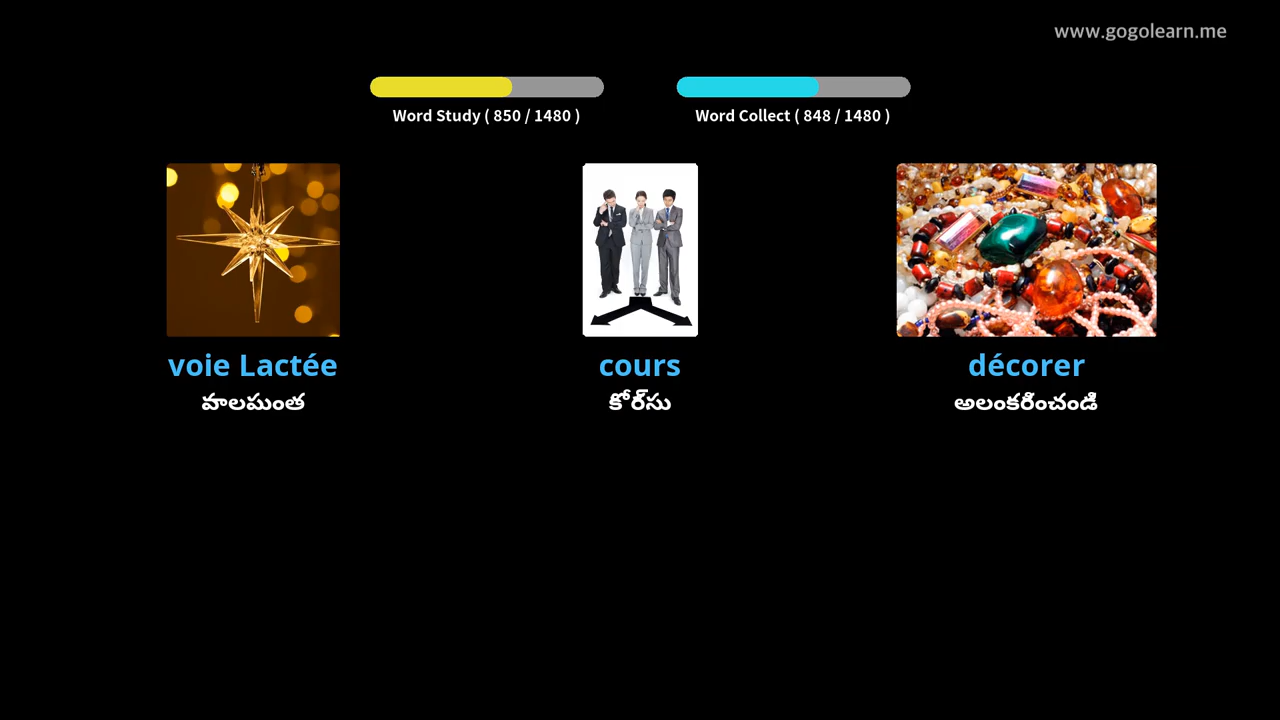 www.gogolearn.me
Word Study ( 850 / 1480 )
Word Collect ( 848 / 1480 )
voie Lactée
cours
décorer
పాలపుంత
కోర్సు
అలంకరించండి